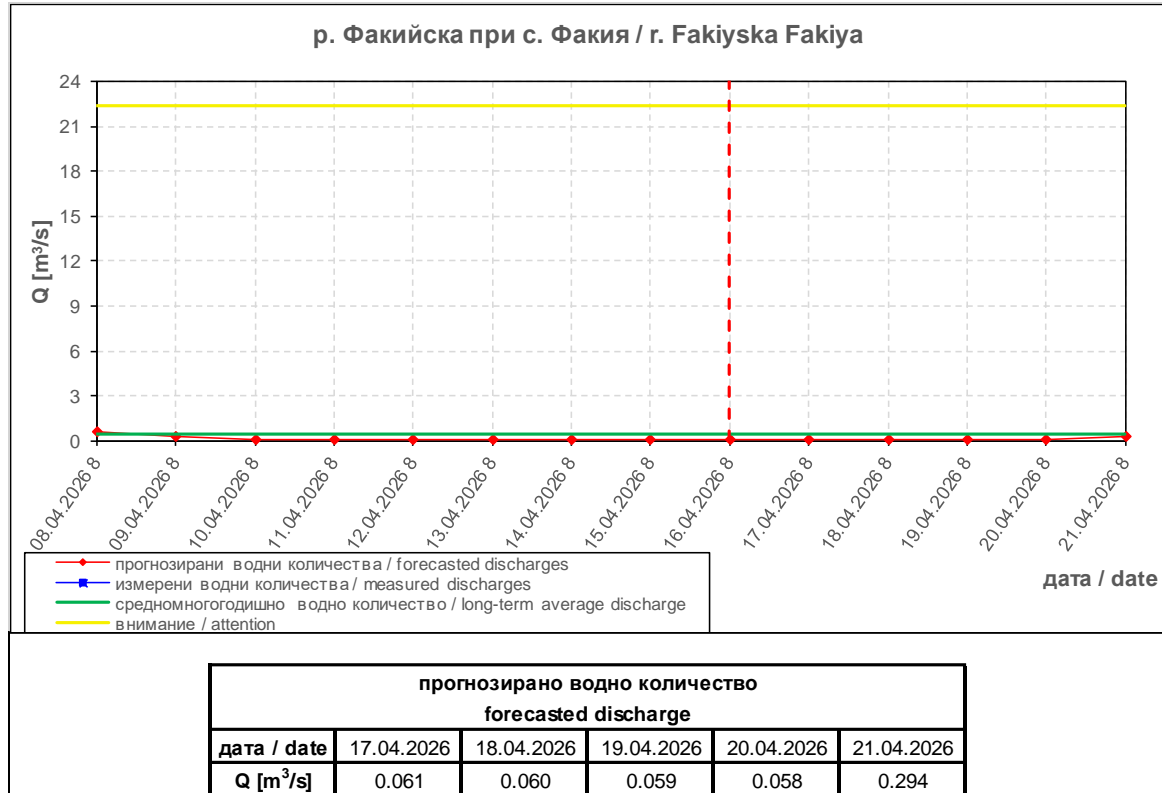 р. Факийска при с. Факия / r. Fakiyska Fakiya
24
21
18
15
12
9
6
3
0
Q [m³/s]
08.04.2026 8
09.04.2026 8
10.04.2026 8
11.04.2026 8
12.04.2026 8
13.04.2026 8
14.04.2026 8
15.04.2026 8
16.04.2026 8
17.04.2026 8
18.04.2026 8
19.04.2026 8
20.04.2026 8
21.04.2026 8
дата / date
прогнозирани водни количества / forecasted discharges
измерени водни количества / measured discharges
средномногогодишно водно количество / long-term average discharge
внимание / attention
прогнозирано водно количество
forecasted discharge
дата / date 17.04.2026 18.04.2026 19.04.2026 20.04.2026 21.04.2026
Q [m³/s] 0.061 0.060 0.059 0.058 0.294